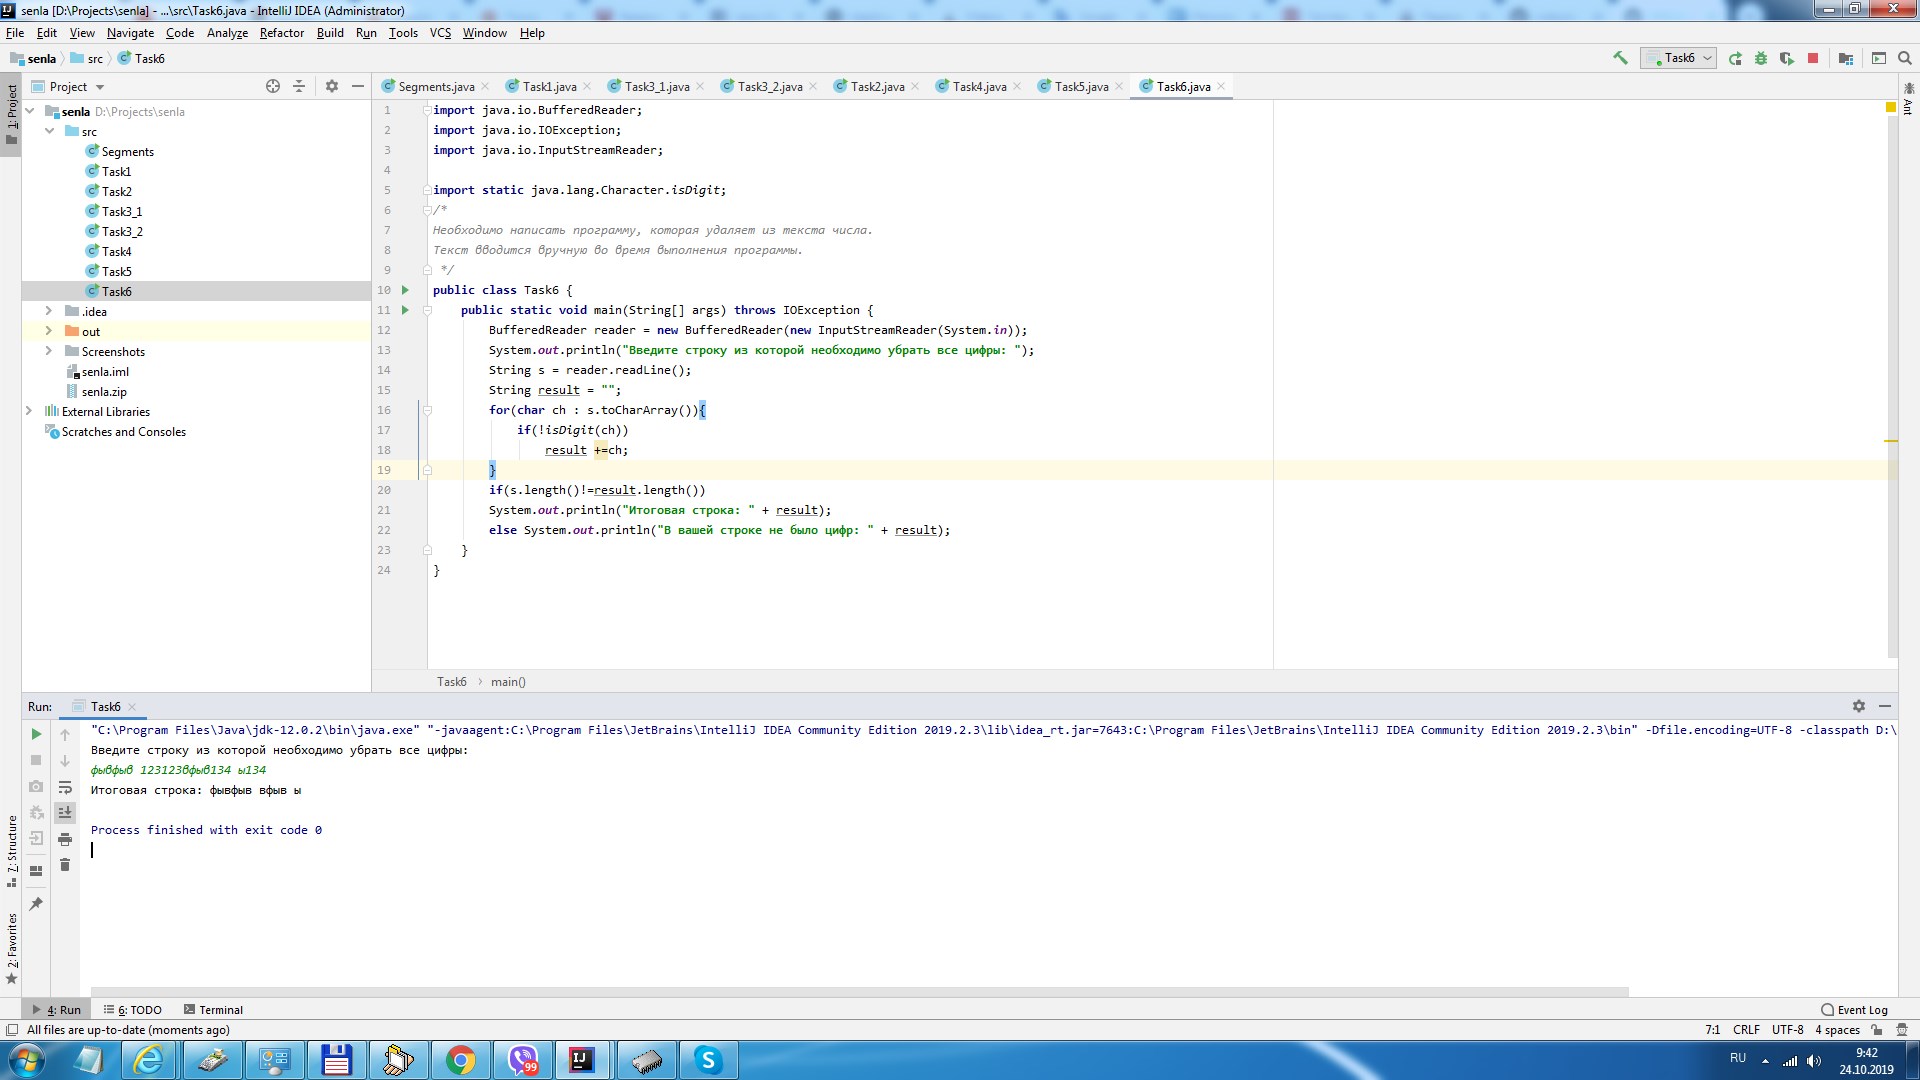 senla [D:\Projects\senla] - ...\src\Task6.java - IntelliJ IDEA (Administrator)
File Edit View Navigate Code Analyze Refactor Build Run Tools VCS Window Help
senla src Task6 Task6
Project Segments.java Task1.java Task3_1.java Task3_2.java Task2.java Task4.java Task5.java Task6.java
1: Project
Ant
senla D:\Projects\senla
src
Segments
Task1
Task2
Task3_1
Task3_2
Task4
Task5
Task6
.idea
out
Screenshots
senla.iml
senla.zip
External Libraries
Scratches and Consoles
1 import java.io.BufferedReader;
2 import java.io.IOException;
3 import java.io.InputStreamReader;
4
5 import static java.lang.Character.isDigit;
6 /*
7 Необходимо написать программу, которая удаляет из текста числа.
8 Текст вводится вручную во время выполнения программы.
9 */
10 public class Task6 {
11 public static void main(String[] args) throws IOException {
12 BufferedReader reader = new BufferedReader(new InputStreamReader(System.in));
13 System.out.println("Введите строку из которой необходимо убрать все цифры: ");
14 String s = reader.readLine();
15 String result = "";
16 for(char ch : s.toCharArray()){
17 if(!isDigit(ch))
18 result +=ch;
19 }
20 if(s.length()!=result.length())
21 System.out.println("Итоговая строка: " + result);
22 else System.out.println("В вашей строке не было цифр: " + result);
23 }
24 }
Task6 main()
Run: Task6
"C:\Program Files\Java\jdk-12.0.2\bin\java.exe" "-javaagent:C:\Program Files\JetBrains\IntelliJ IDEA Community Edition 2019.2.3\lib\idea_rt.jar=7643:C:\Program Files\JetBrains\IntelliJ IDEA Community Edition 2019.2.3\bin" -Dfile.encoding=UTF-8 -classpath D:\
Введите строку из которой необходимо убрать все цифры:
фывфыв 123123вфыв134 ы134
Итоговая строка: фывфыв вфыв ы
Process finished with exit code 0
7: Structure
2: Favorites
4: Run 6: TODO Terminal Event Log
All files are up-to-date (moments ago) 7:1 CRLF UTF-8 4 spaces
99
RU 9:42
24.10.2019